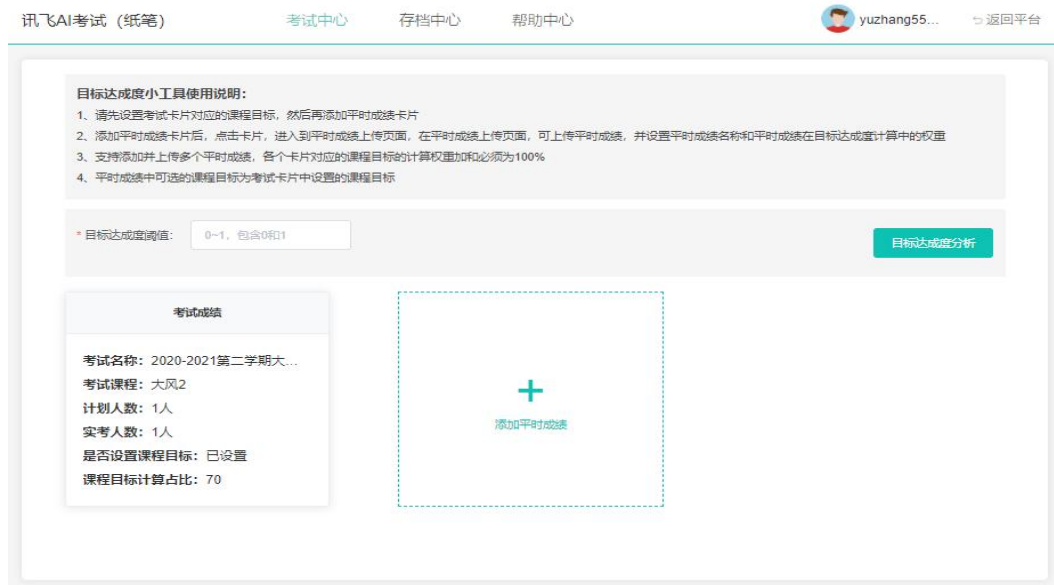 讯飞AI考试（纸笔） 考试中心 存档中心 帮助中心 yuzhang55... 返回平台
目标达成度小工具使用说明：
1、请先设置考试卡片对应的课程目标，然后再添加平时成绩卡片
2、添加平时成绩卡片后，点击卡片，进入到平时成绩上传页面，在平时成绩上传页面，可上传平时成绩，并设置平时成绩名称和平时成绩在目标达成度计算中的权重
3、支持添加并上传多个平时成绩，各个卡片对应的课程目标的计算权重加和必须为100%
4、平时成绩中可选的课程目标为考试卡片中设置的课程目标
* 目标达成度阈值： 0~1，包含0和1 目标达成度分析
考试成绩
考试名称：2020-2021第二学期大...
考试课程：大风2
计划人数：1人
实考人数：1人
是否设置课程目标：已设置
课程目标计算占比：70
添加平时成绩